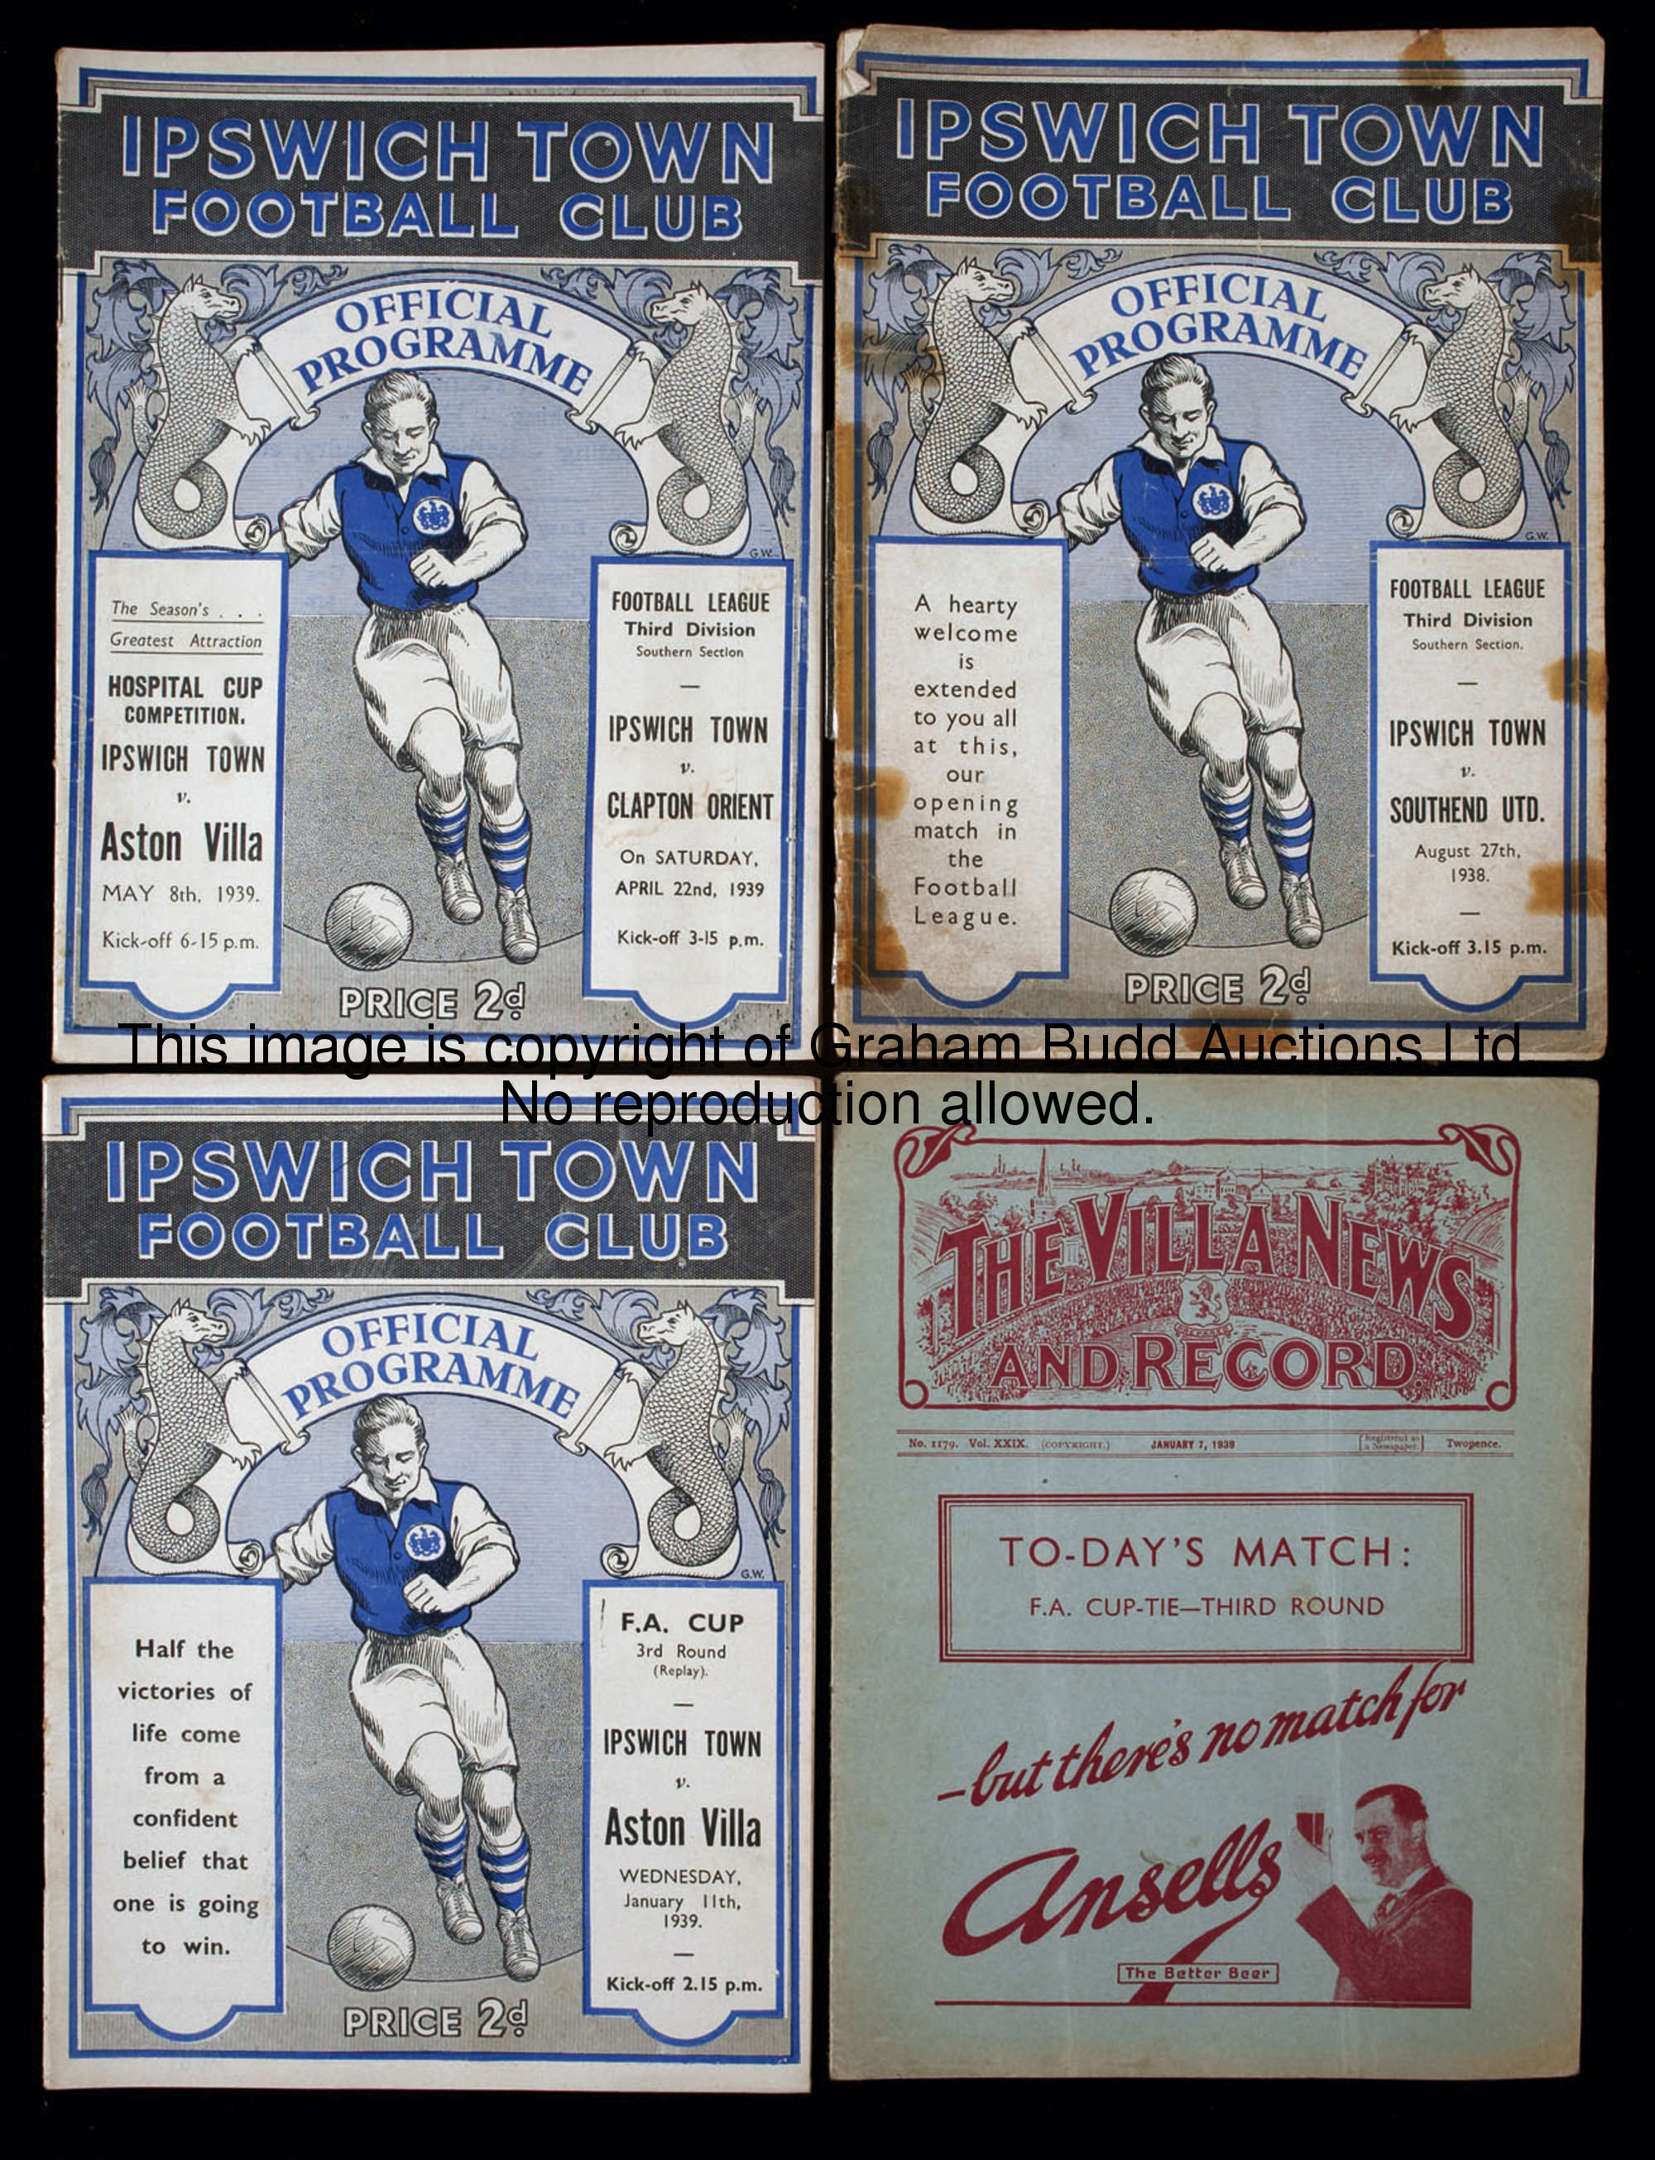 IPSWICH TOWN
FOOTBALL CLUB
OFFICIAL
PROGRAMME
G.W.
The Season's . . .
Greatest Attraction
HOSPITAL CUP
COMPETITION.
IPSWICH TOWN
v.
Aston Villa
MAY 8th, 1939.
Kick-off 6-15 p.m.
FOOTBALL LEAGUE
Third Division
Southern Section
—
IPSWICH TOWN
v.
CLAPTON ORIENT
On SATURDAY,
APRIL 22nd, 1939
Kick-off 3-15 p.m.
PRICE 2d.
IPSWICH TOWN
FOOTBALL CLUB
OFFICIAL
PROGRAMME
G.W.
A hearty
welcome
is
extended
to you all
at this,
our
opening
match in
the
Football
League.
FOOTBALL LEAGUE
Third Division
Southern Section.
—
IPSWICH TOWN
v.
SOUTHEND UTD.
August 27th,
1938.
—
Kick-off 3.15 p.m.
PRICE 2d.
This image is copyright of Graham Budd Auctions Ltd.
No reproduction allowed.
IPSWICH TOWN
FOOTBALL CLUB
OFFICIAL
PROGRAMME
G.W.
Half the
victories of
life come
from a
confident
belief that
one is going
to win.
F.A. CUP
3rd Round
(Replay).
—
IPSWICH TOWN
v.
Aston Villa
WEDNESDAY,
January 11th,
1939.
—
Kick-off 2.15 p.m.
PRICE 2d.
THE VILLA NEWS
AND RECORD.
No. 1179. Vol. XXIX. (COPYRIGHT.) JANUARY 7, 1939 [Registered as a Newspaper.] Twopence.
TO-DAY'S MATCH:
F.A. CUP-TIE—THIRD ROUND
—but there's no match for
Ansells
The Better Beer